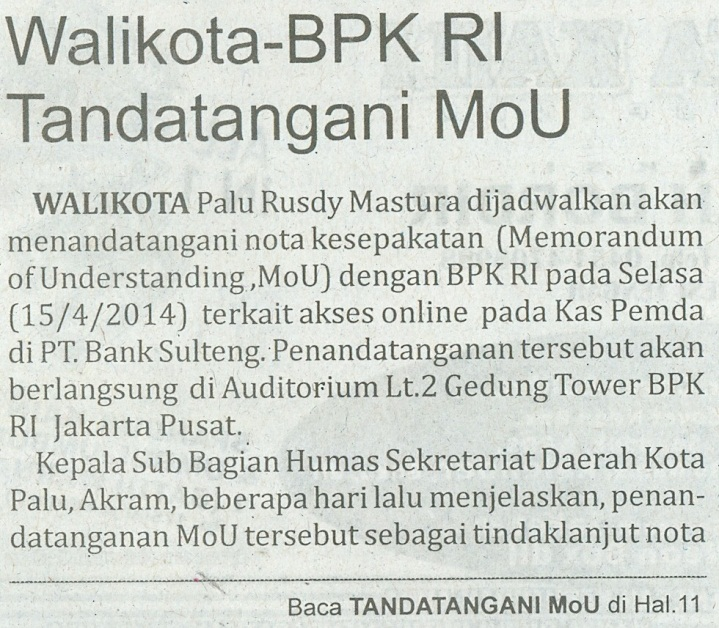 Walikota-BPK RI
Tandatangani MoU
WALIKOTA Palu Rusdy Mastura dijadwalkan akan
menandatangani nota kesepakatan (Memorandum
of Understanding ,MoU) dengan BPK RI pada Selasa
(15/4/2014) terkait akses online pada Kas Pemda
di PT. Bank Sulteng. Penandatanganan tersebut akan
berlangsung di Auditorium Lt.2 Gedung Tower BPK
RI Jakarta Pusat.
Kepala Sub Bagian Humas Sekretariat Daerah Kota
Palu, Akram, beberapa hari lalu menjelaskan, penan-
datanganan MoU tersebut sebagai tindaklanjut nota
Baca TANDATANGANI MoU di Hal.11